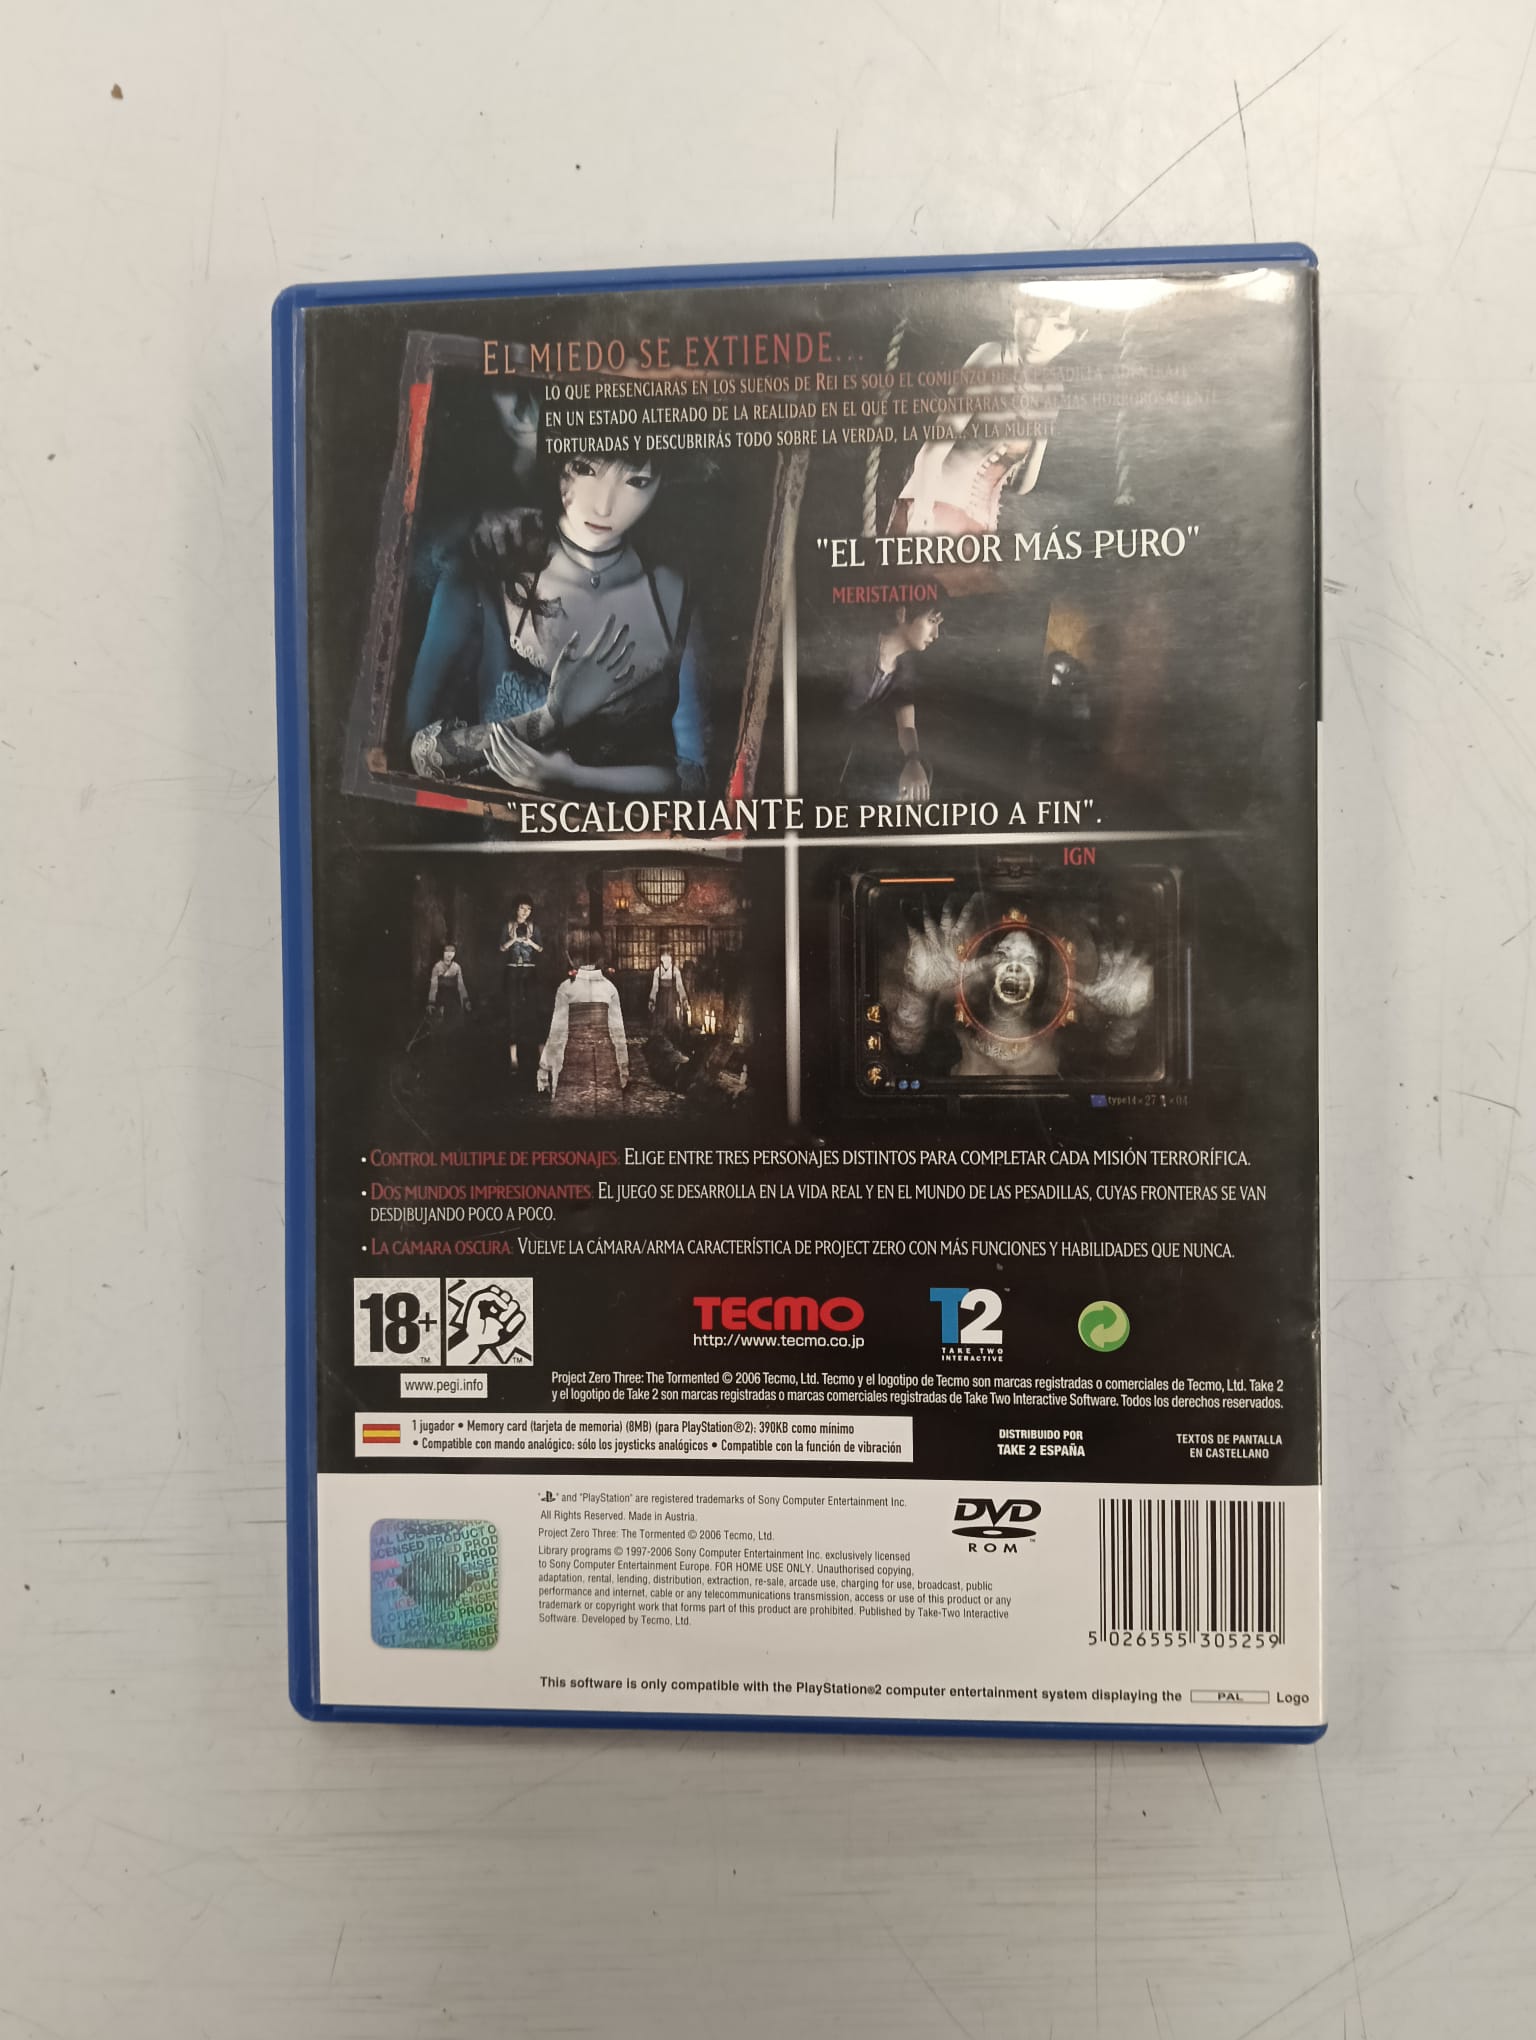 EL MIEDO SE EXTIENDE...
LO QUE PRESENCIARAS EN LOS SUEÑOS DE REI ES SOLO EL COMIENZO DE LA PESADILLA. ADÉNTRATE
EN UN ESTADO ALTERADO DE LA REALIDAD EN EL QUE TE ENCONTRARAS CON ALMAS HORROROSAMENTE
TORTURADAS Y DESCUBRIRÁS TODO SOBRE LA VERDAD, LA VIDA... Y LA MUERTE.
"EL TERROR MÁS PURO"
MERISTATION
"ESCALOFRIANTE DE PRINCIPIO A FIN".
IGN
遅
刻
零
type14×27 ×04
• CONTROL MÚLTIPLE DE PERSONAJES: ELIGE ENTRE TRES PERSONAJES DISTINTOS PARA COMPLETAR CADA MISIÓN TERRORÍFICA.
• DOS MUNDOS IMPRESIONANTES: EL JUEGO SE DESARROLLA EN LA VIDA REAL Y EN EL MUNDO DE LAS PESADILLAS, CUYAS FRONTERAS SE VAN
DESDIBUJANDO POCO A POCO.
• LA CÁMARA OSCURA: VUELVE LA CÁMARA/ARMA CARACTERÍSTICA DE PROJECT ZERO CON MÁS FUNCIONES Y HABILIDADES QUE NUNCA.
18+ TM TM
TECMO
http://www.tecmo.co.jp
T2 TM
TAKE TWO
INTERACTIVE
www.pegi.info
Project Zero Three: The Tormented © 2006 Tecmo, Ltd. Tecmo y el logotipo de Tecmo son marcas registradas o comerciales de Tecmo, Ltd. Take 2
y el logotipo de Take 2 son marcas registradas o marcas comerciales registradas de Take Two Interactive Software. Todos los derechos reservados.
1 jugador • Memory card (tarjeta de memoria) (8MB) (para PlayStation®2): 390KB como mínimo
• Compatible con mando analógico: sólo los joysticks analógicos • Compatible con la función de vibración
DISTRIBUIDO POR
TAKE 2 ESPAÑA
TEXTOS DE PANTALLA
EN CASTELLANO
" " and "PlayStation" are registered trademarks of Sony Computer Entertainment Inc.
All Rights Reserved. Made in Austria.
Project Zero Three: The Tormented © 2006 Tecmo, Ltd.
Library programs © 1997-2006 Sony Computer Entertainment Inc. exclusively licensed
to Sony Computer Entertainment Europe. FOR HOME USE ONLY. Unauthorised copying,
adaptation, rental, lending, distribution, extraction, re-sale, arcade use, charging for use, broadcast, public
performance and internet, cable or any telecommunications transmission, access or use of this product or any
trademark or copyright work that forms part of this product are prohibited. Published by Take-Two Interactive
Software. Developed by Tecmo, Ltd.
DVD
ROM
5 026555 305259
This software is only compatible with the PlayStation®2 computer entertainment system displaying the PAL Logo